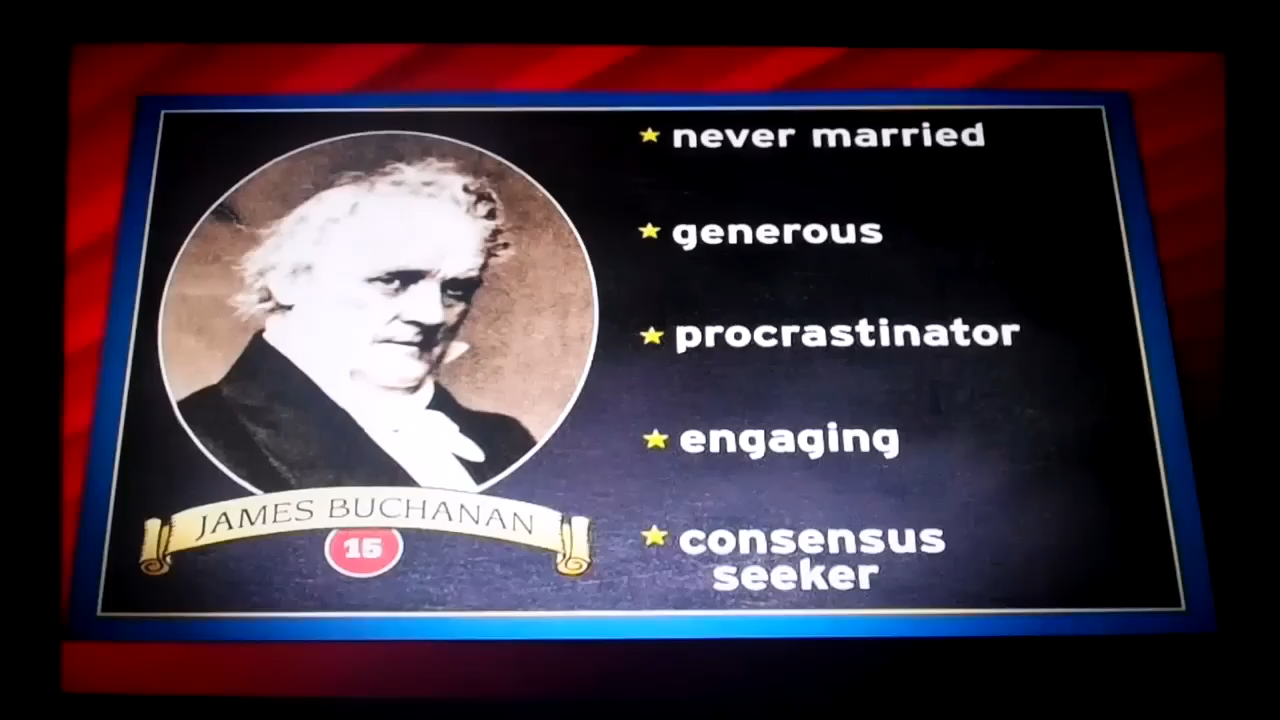 never married
generous
procrastinator
engaging
consensus
seeker
JAMES BUCHANAN
15